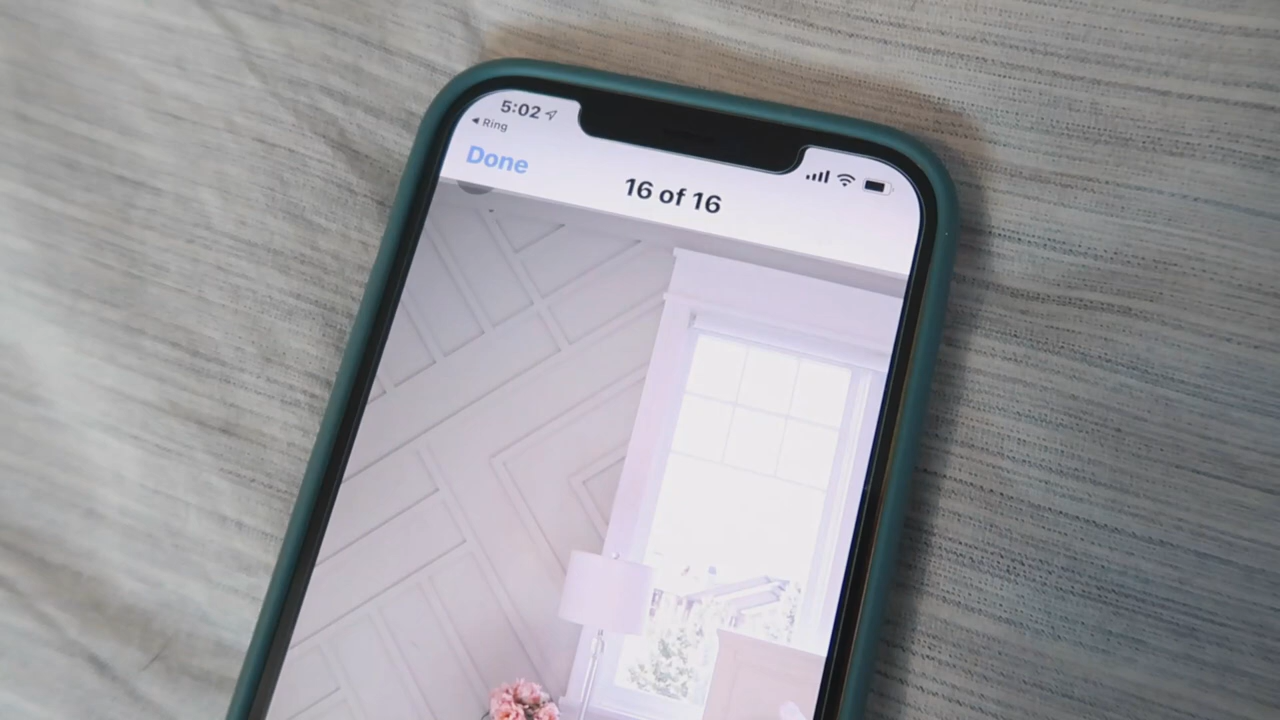 5:02
◀ Ring
Done
16 of 16